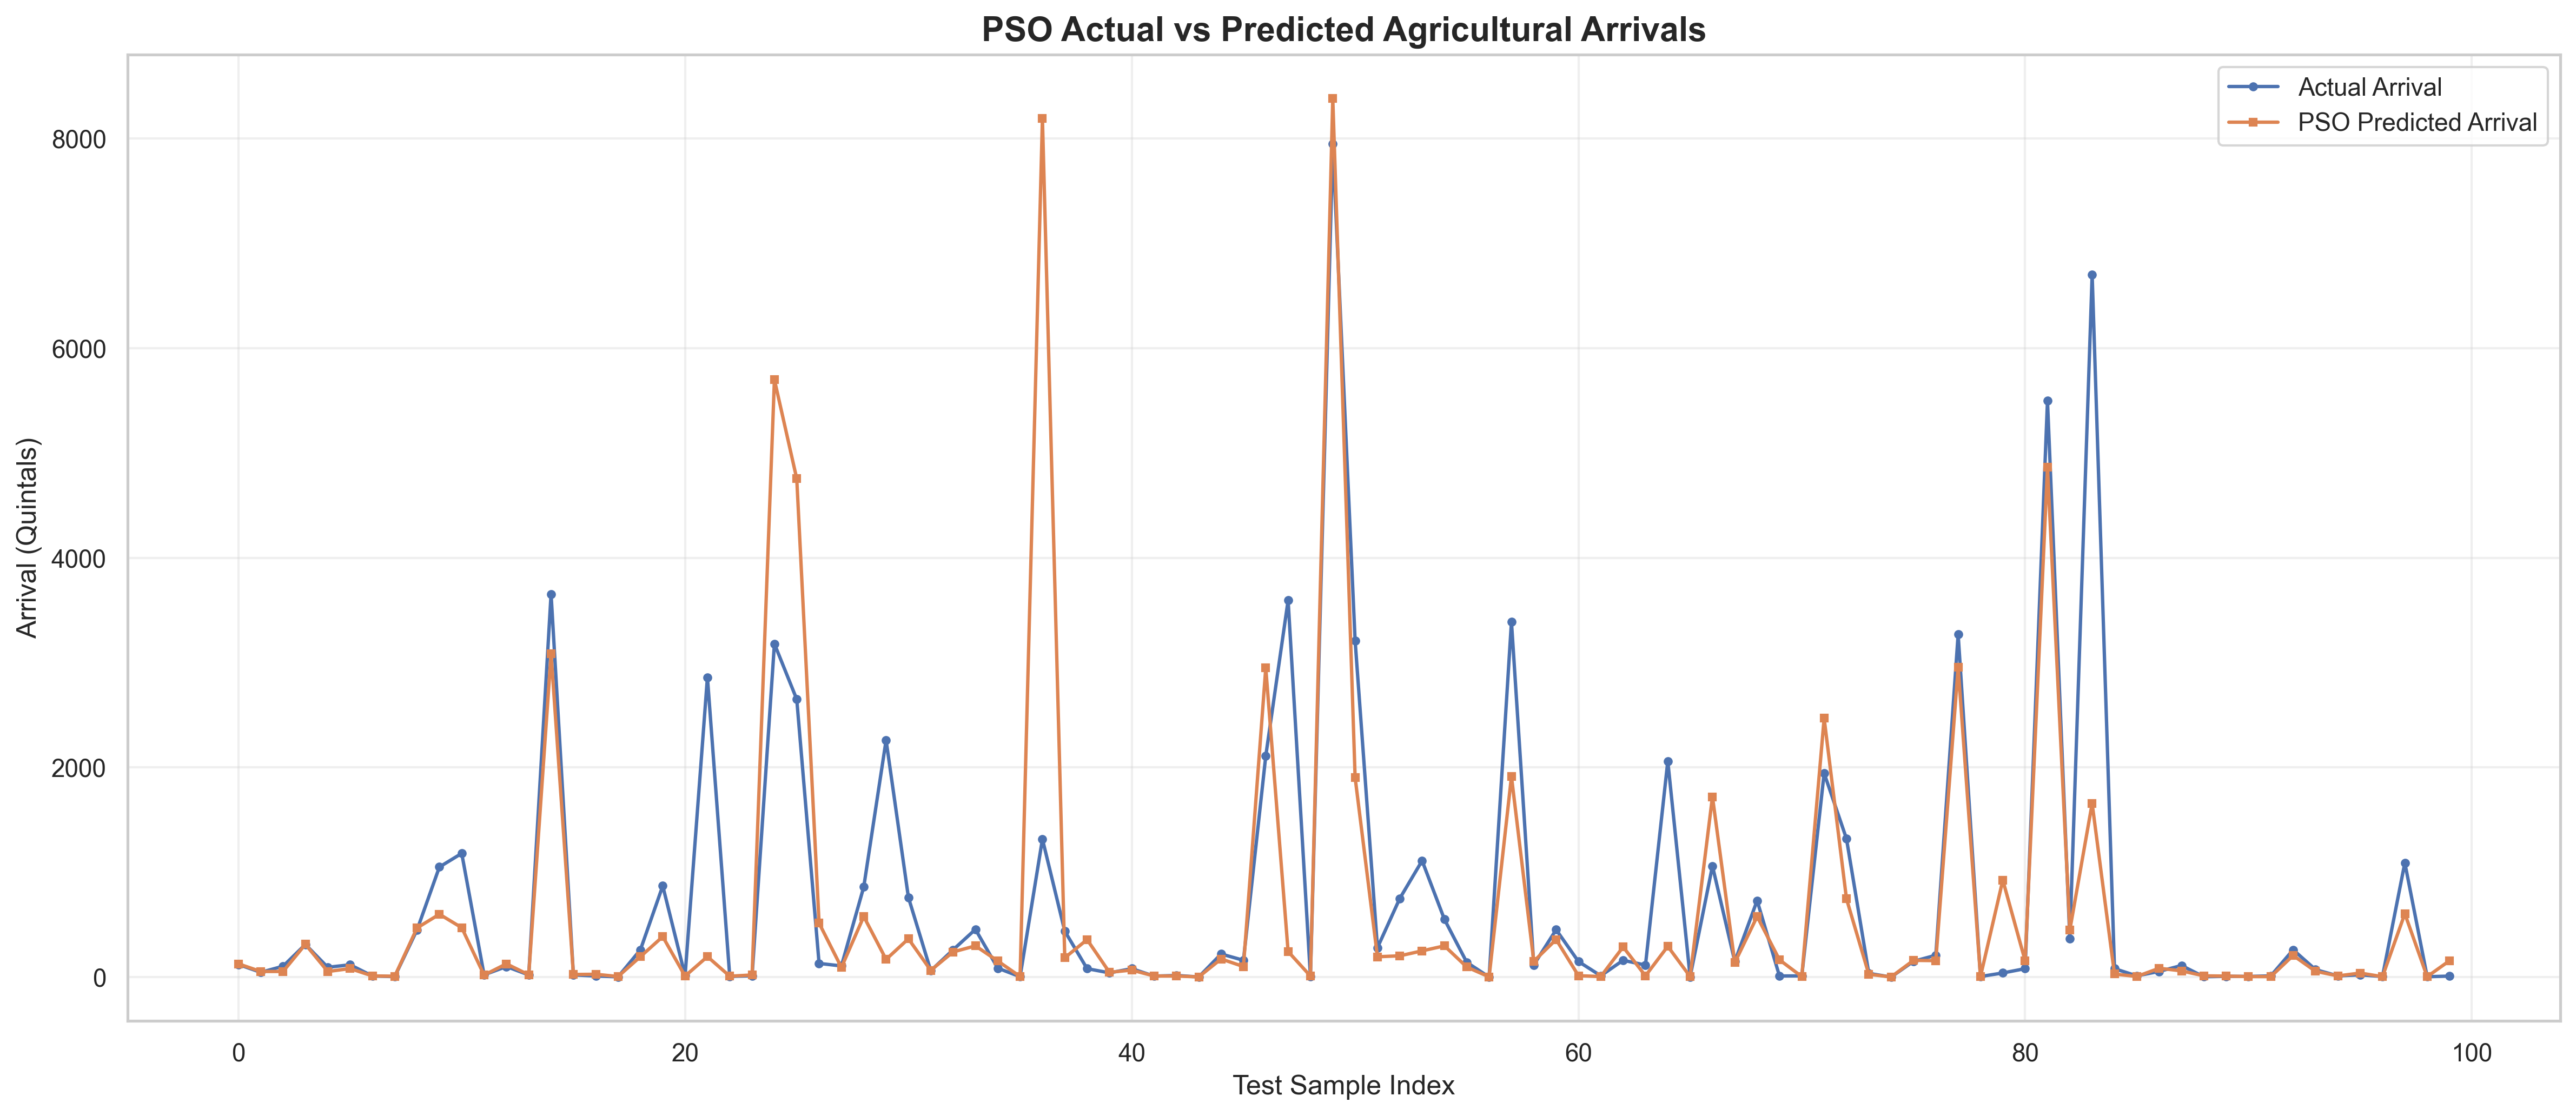 PSO Actual vs Predicted Agricultural Arrivals
Actual Arrival
PSO Predicted Arrival
Arrival (Quintals)
8000
6000
4000
2000
0
0 20 40 60 80 100
Test Sample Index